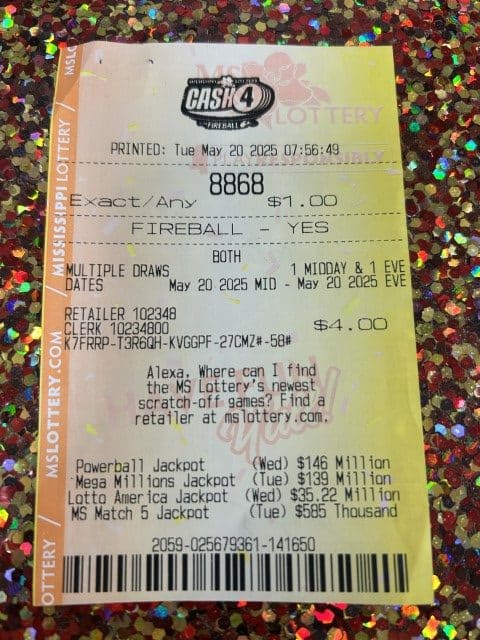 MISSISSIPPI LOTTERY
CASH 4
FIREBALL
MS
LOTTERY
PRINTED: Tue May 20 2025 07:56:49
8868
Exact/Any $1.00
FIREBALL - YES
BOTH
MULTIPLE DRAWS 1 MIDDAY & 1 EVE
DATES May 20 2025 MID - May 20 2025 EVE
RETAILER 102348
CLERK 10234800 $4.00
K7FRRP-T3R6QH-KVGGPF-27CMZ#-58#
Alexa, Where can I find
the MS Lottery's newest
scratch-off games? Find a
retailer at mslottery.com.
Powerball Jackpot (Wed) $146 Million
Mega Millions Jackpot (Tue) $139 Million
Lotto America Jackpot (Wed) $35.22 Million
MS Match 5 Jackpot (Tue) $585 Thousand
2059-025679361-141650
MSLO
MISSISSIPPI LOTTERY /
MSLOTTERY.COM /
OTTERY /